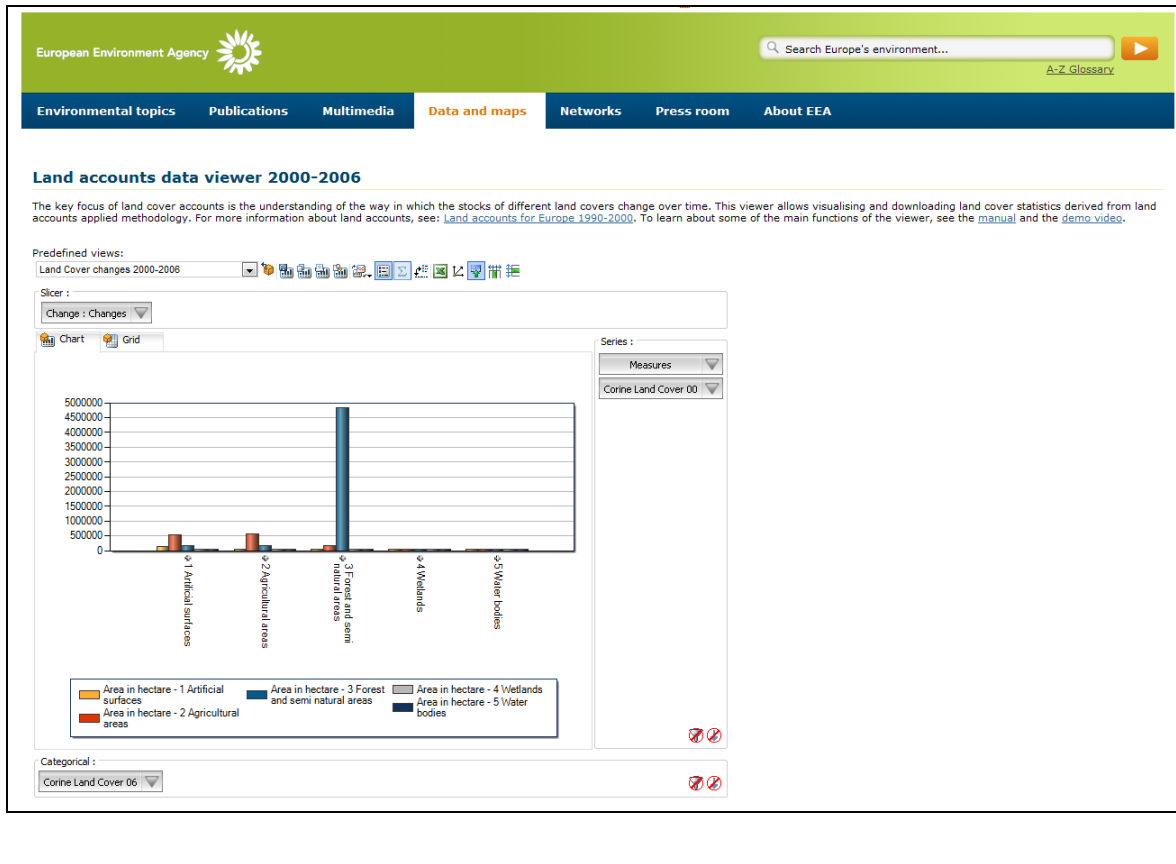 European Environment Agency
Search Europe's environment...
A-Z Glossary
Environmental topics Publications Multimedia Data and maps Networks Press room About EEA
Land accounts data viewer 2000-2006
The key focus of land cover accounts is the understanding of the way in which the stocks of different land covers change over time. This viewer allows visualising and downloading land cover statistics derived from land
accounts applied methodology. For more information about land accounts, see: Land accounts for Europe 1990-2000. To learn about some of the main functions of the viewer, see the manual and the demo video.
Predefined views:
Land Cover changes 2000-2006
Slicer :
Change : Changes
Chart Grid
Series :
Measures
Corine Land Cover 00
5000000
4500000
4000000
3500000
3000000
2500000
2000000
1500000
1000000
500000
0
1 Artificial surfaces
2 Agricultural areas
3 Forest and semi
natural areas
4 Wetlands
5 Water bodies
Area in hectare - 1 Artificial
surfaces
Area in hectare - 2 Agricultural
areas
Area in hectare - 3 Forest
and semi natural areas
Area in hectare - 4 Wetlands
Area in hectare - 5 Water
bodies
Categorical :
Corine Land Cover 06